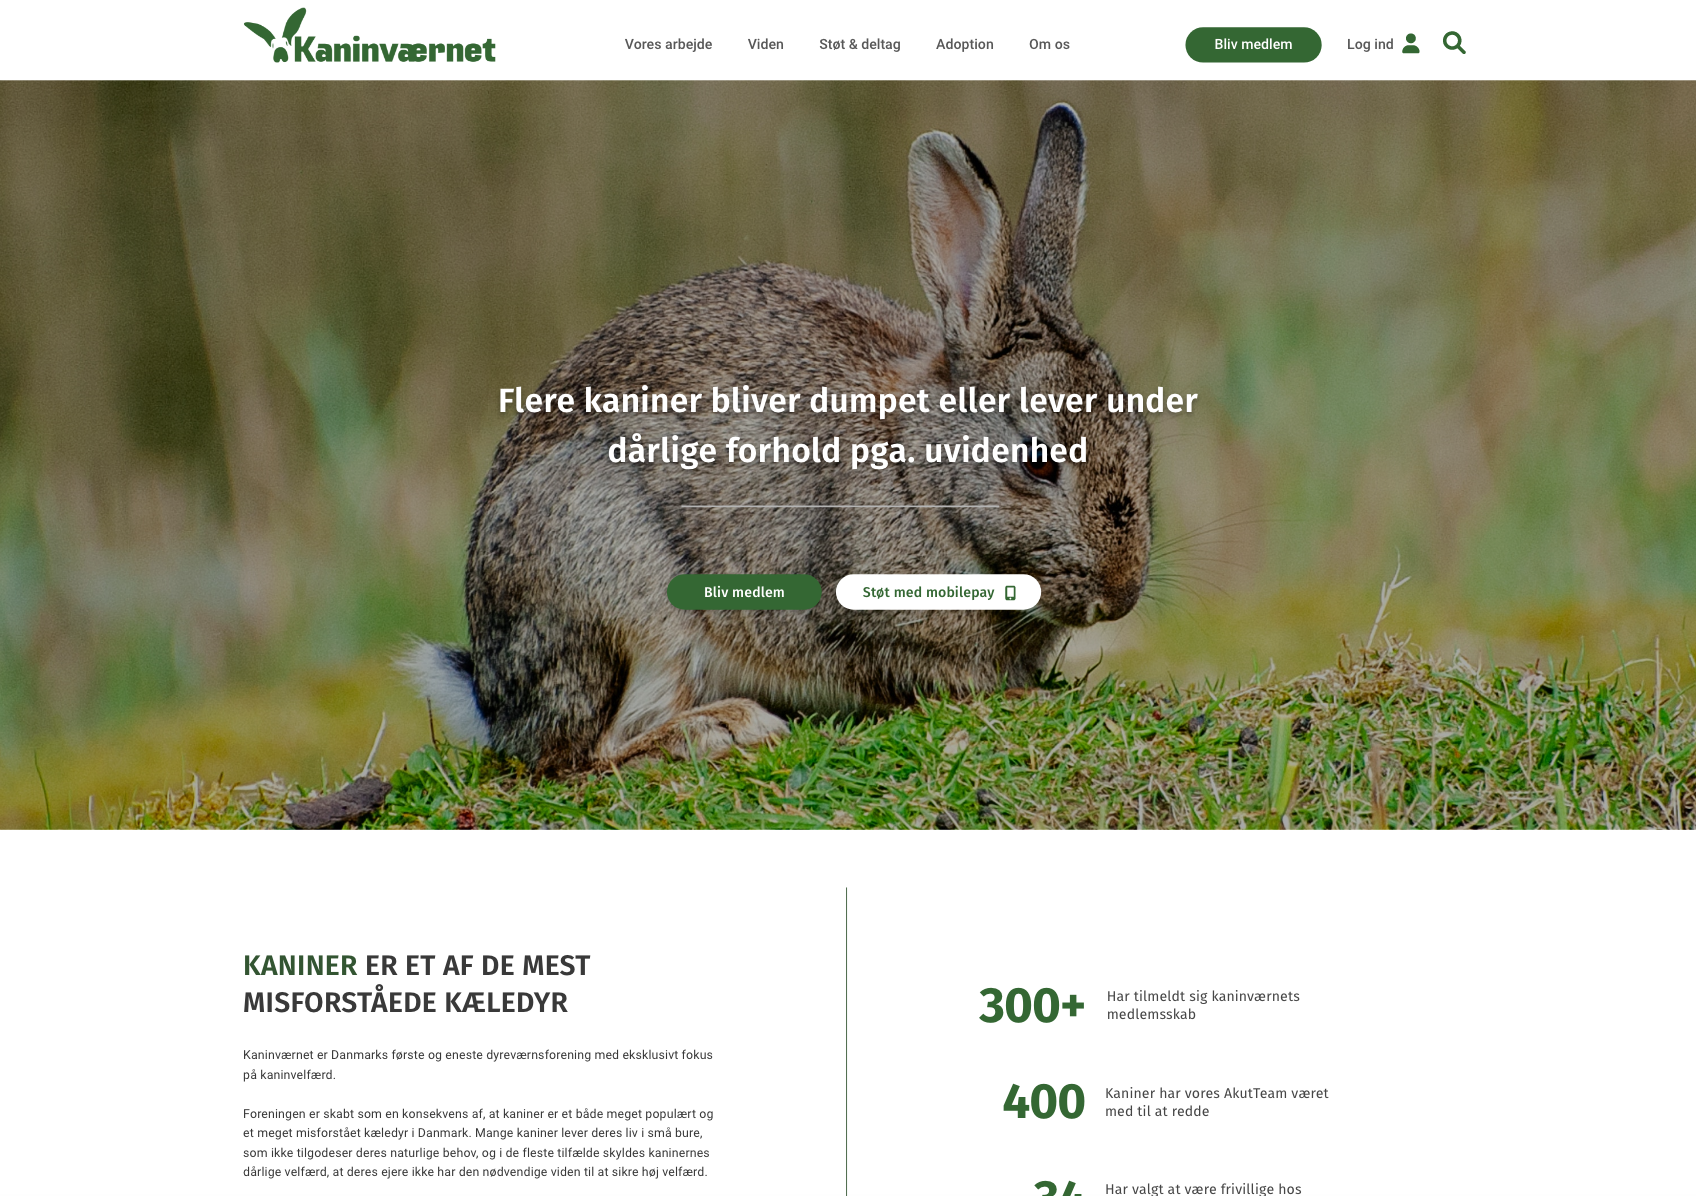 Kaninværnet
Vores arbejde
Viden
Støt & deltag
Adoption
Om os
Bliv medlem
Log ind
Flere kaniner bliver dumpet eller lever under
dårlige forhold pga. uvidenhed
Bliv medlem
Støt med mobilepay
KANINER ER ET AF DE MEST
MISFORSTÅEDE KÆLEDYR
Kaninværnet er Danmarks første og eneste dyreværnsforening med eksklusivt fokus
på kaninvelfærd.
Foreningen er skabt som en konsekvens af, at kaniner er et både meget populært og
et meget misforstået kæledyr i Danmark. Mange kaniner lever deres liv i små bure,
som ikke tilgodeser deres naturlige behov, og i de fleste tilfælde skyldes kaninernes
dårlige velfærd, at deres ejere ikke har den nødvendige viden til at sikre høj velfærd.
300+
Har tilmeldt sig kaninværnets
medlemsskab
400
Kaniner har vores AkutTeam været
med til at redde
34
Har valgt at være frivillige hos